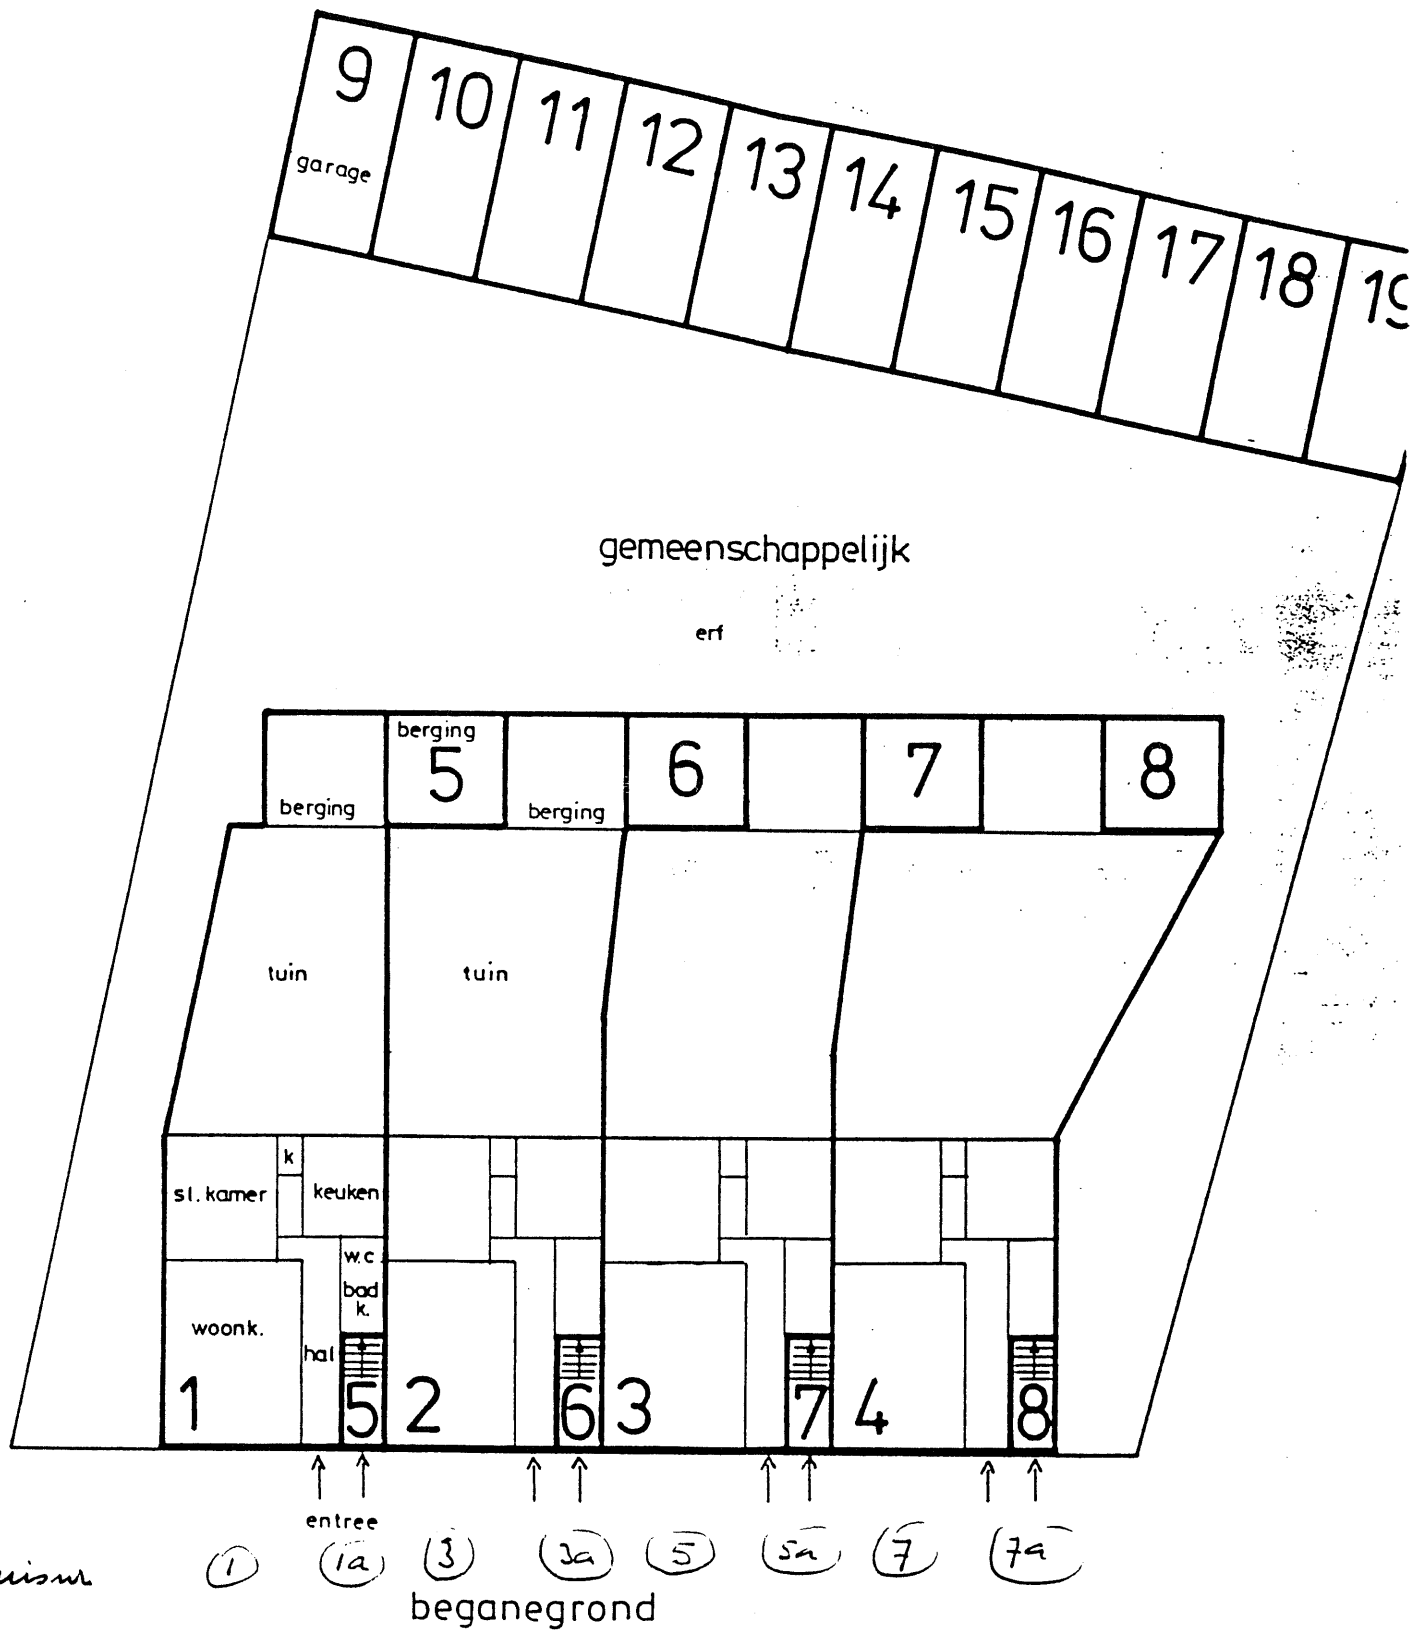 9 10 11 12 13 14 15 16 17 18 19
garage
gemeenschappelijk
erf
berging
5 6 7 8
berging berging
tuin tuin
k
sl. kamer keuken
w.c.
bad
k.
woonk.
hal
1 5 2 6 3 7 4 8
entree
1 1a 3 3a 5 5a 7 7a
beganegrond